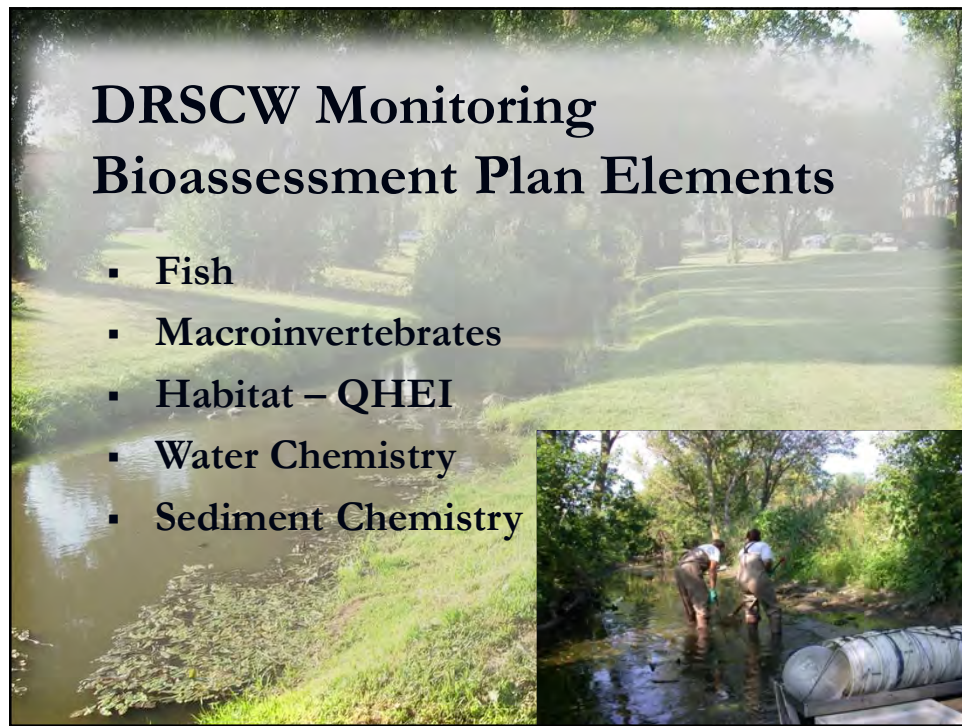 DRSCW Monitoring
Bioassessment Plan Elements
▪ Fish
▪ Macroinvertebrates
▪ Habitat – QHEI
▪ Water Chemistry
▪ Sediment Chemistry